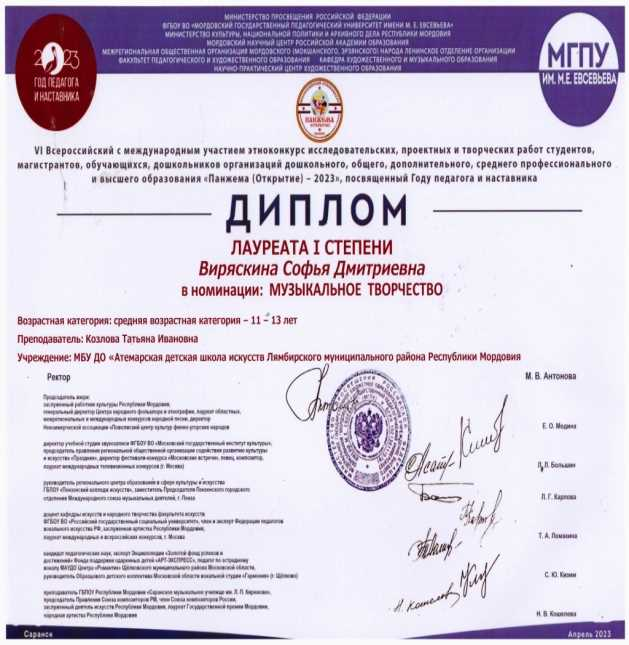 МИНИСТЕРСТВО ПРОСВЕЩЕНИЯ РОССИЙСКОЙ ФЕДЕРАЦИИ
ФГБОУ ВО «МОРДОВСКИЙ ГОСУДАРСТВЕННЫЙ ПЕДАГОГИЧЕСКИЙ УНИВЕРСИТЕТ ИМЕНИ М. Е. ЕВСЕВЬЕВА»
МИНИСТЕРСТВО КУЛЬТУРЫ, НАЦИОНАЛЬНОЙ ПОЛИТИКИ И АРХИВНОГО ДЕЛА РЕСПУБЛИКИ МОРДОВИЯ
МОРДОВСКИЙ НАУЧНЫЙ ЦЕНТР РОССИЙСКОЙ АКАДЕМИИ ОБРАЗОВАНИЯ
МЕЖРЕГИОНАЛЬНАЯ ОБЩЕСТВЕННАЯ ОРГАНИЗАЦИЯ МОРДОВСКОГО (МОКШАНСКОГО, ЭРЗЯНСКОГО) НАРОДА ЛЕНИНСКОЕ ОТДЕЛЕНИЕ ОРГАНИЗАЦИИ
ФАКУЛЬТЕТ ПЕДАГОГИЧЕСКОГО И ХУДОЖЕСТВЕННОГО ОБРАЗОВАНИЯ КАФЕДРА ХУДОЖЕСТВЕННОГО И МУЗЫКАЛЬНОГО ОБРАЗОВАНИЯ
НАУЧНО-ПРАКТИЧЕСКИЙ ЦЕНТР ХУДОЖЕСТВЕННОГО ОБРАЗОВАНИЯ
2023
ГОД ПЕДАГОГА
И НАСТАВНИКА
МГПУ
ИМ. М.Е. ЕВСЕВЬЕВА
ПАНЖЕМА
VI Всероссийский с международным участием этноконкурс исследовательских, проектных и творческих работ студентов,
магистрантов, обучающихся, дошкольников организаций дошкольного, общего, дополнительного, среднего профессионального
и высшего образования «Панжема (Открытие) – 2023», посвященный Году педагога и наставника
ДИПЛОМ
ЛАУРЕАТА I СТЕПЕНИ
Виряскина Софья Дмитриевна
в номинации: МУЗЫКАЛЬНОЕ ТВОРЧЕСТВО
Возрастная категория: средняя возрастная категория – 11 – 13 лет
Преподаватель: Козлова Татьяна Ивановна
Учреждение: МБУ ДО «Атемарская детская школа искусств Лямбирского муниципального района Республики Мордовия
Ректор
М. В. Антонова
Председатель жюри:
заслуженный работник культуры Республики Мордовия,
генеральный директор Центра народного фольклора и этнографии, лауреат областных,
межрегиональных и международных конкурсов народной песни, директор
Некоммерческой ассоциации «Поволжский центр культур финно-угорских народов
Е. О. Модина
директор учебной студии звукозаписи ФГБОУ ВО «Московский государственный институт культуры»,
председатель правления региональной общественной организации содействия развитию культуры
и искусства «Праздник», директор фестиваля-конкурса «Московские встречи», певец, композитор,
лауреат международных телевизионных конкурсов (г. Москва)
Л. Л. Большин
руководитель регионального центра образования в сфере культуры и искусства
ГБПОУ «Пензенский колледж искусств», заместитель Председателя Пензенского городского
отделения Международного союза музыкальных деятелей, г. Пенза
Л. Г. Карпова
доцент кафедры искусств и народного творчества факультета искусств
ФГБОУ ВО «Российский государственный социальный университет», член и эксперт Федерации педагогов
вокального искусства РФ, заслуженная артистка Республики Мордовия,
лауреат международных и всероссийских конкурсов, г. Москва
Т. А. Ломакина
кандидат педагогических наук, эксперт Энциклопедии «Золотой фонд успехов и
достижений» Фонда поддержки одаренных детей «АРТ-ЭКСПРЕСС», педагог по эстрадному
вокалу МАУДО Центра «Романтик» Щёлковского муниципального района Московской области,
руководитель Образцового детского коллектива Московской области вокальной студии «Гармония» (г. Щёлково)
С. Ю. Кизим
преподаватель ГБПОУ Республики Мордовия «Саранское музыкальное училище им. Л. П. Кирюкова»,
председатель Правления Союза композиторов РМ, член Союза композиторов России,
заслуженный деятель искусств Республики Мордовия, лауреат Государственной премии Мордовии,
народная артистка Республики Мордовия
Н. В. Кошелева
Саранск
Апрель 2023